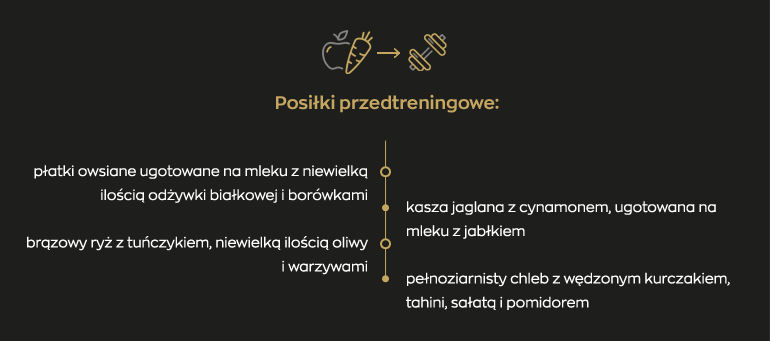 Posiłki przedtreningowe:
płatki owsiane ugotowane na mleku z niewielką
ilością odżywki białkowej i borówkami
kasza jaglana z cynamonem, ugotowana na
mleku z jabłkiem
brązowy ryż z tuńczykiem, niewielką ilością oliwy
i warzywami
pełnoziarnisty chleb z wędzonym kurczakiem,
tahini, sałatą i pomidorem